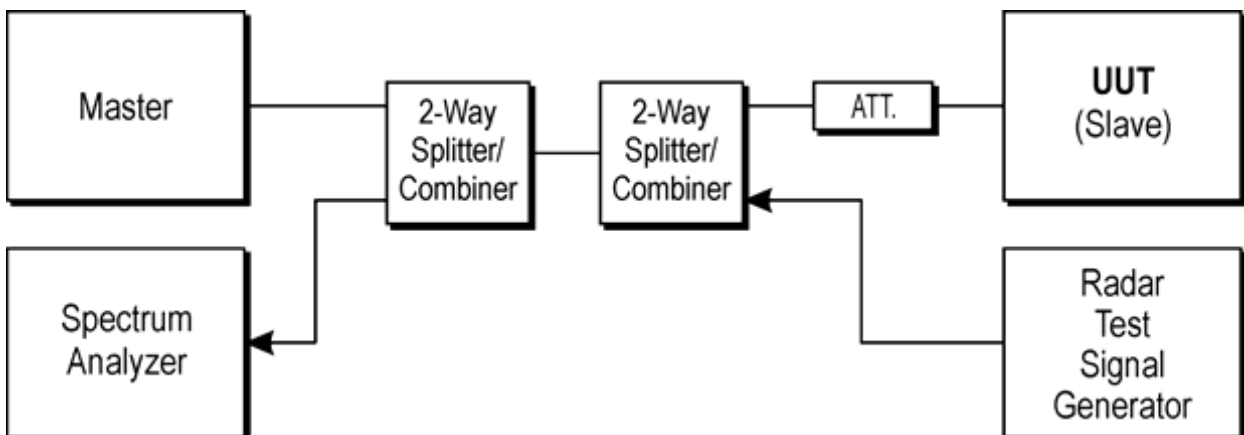 Master
2-Way
Splitter/
Combiner
2-Way
Splitter/
Combiner
ATT.
UUT
(Slave)
Spectrum
Analyzer
Radar
Test
Signal
Generator